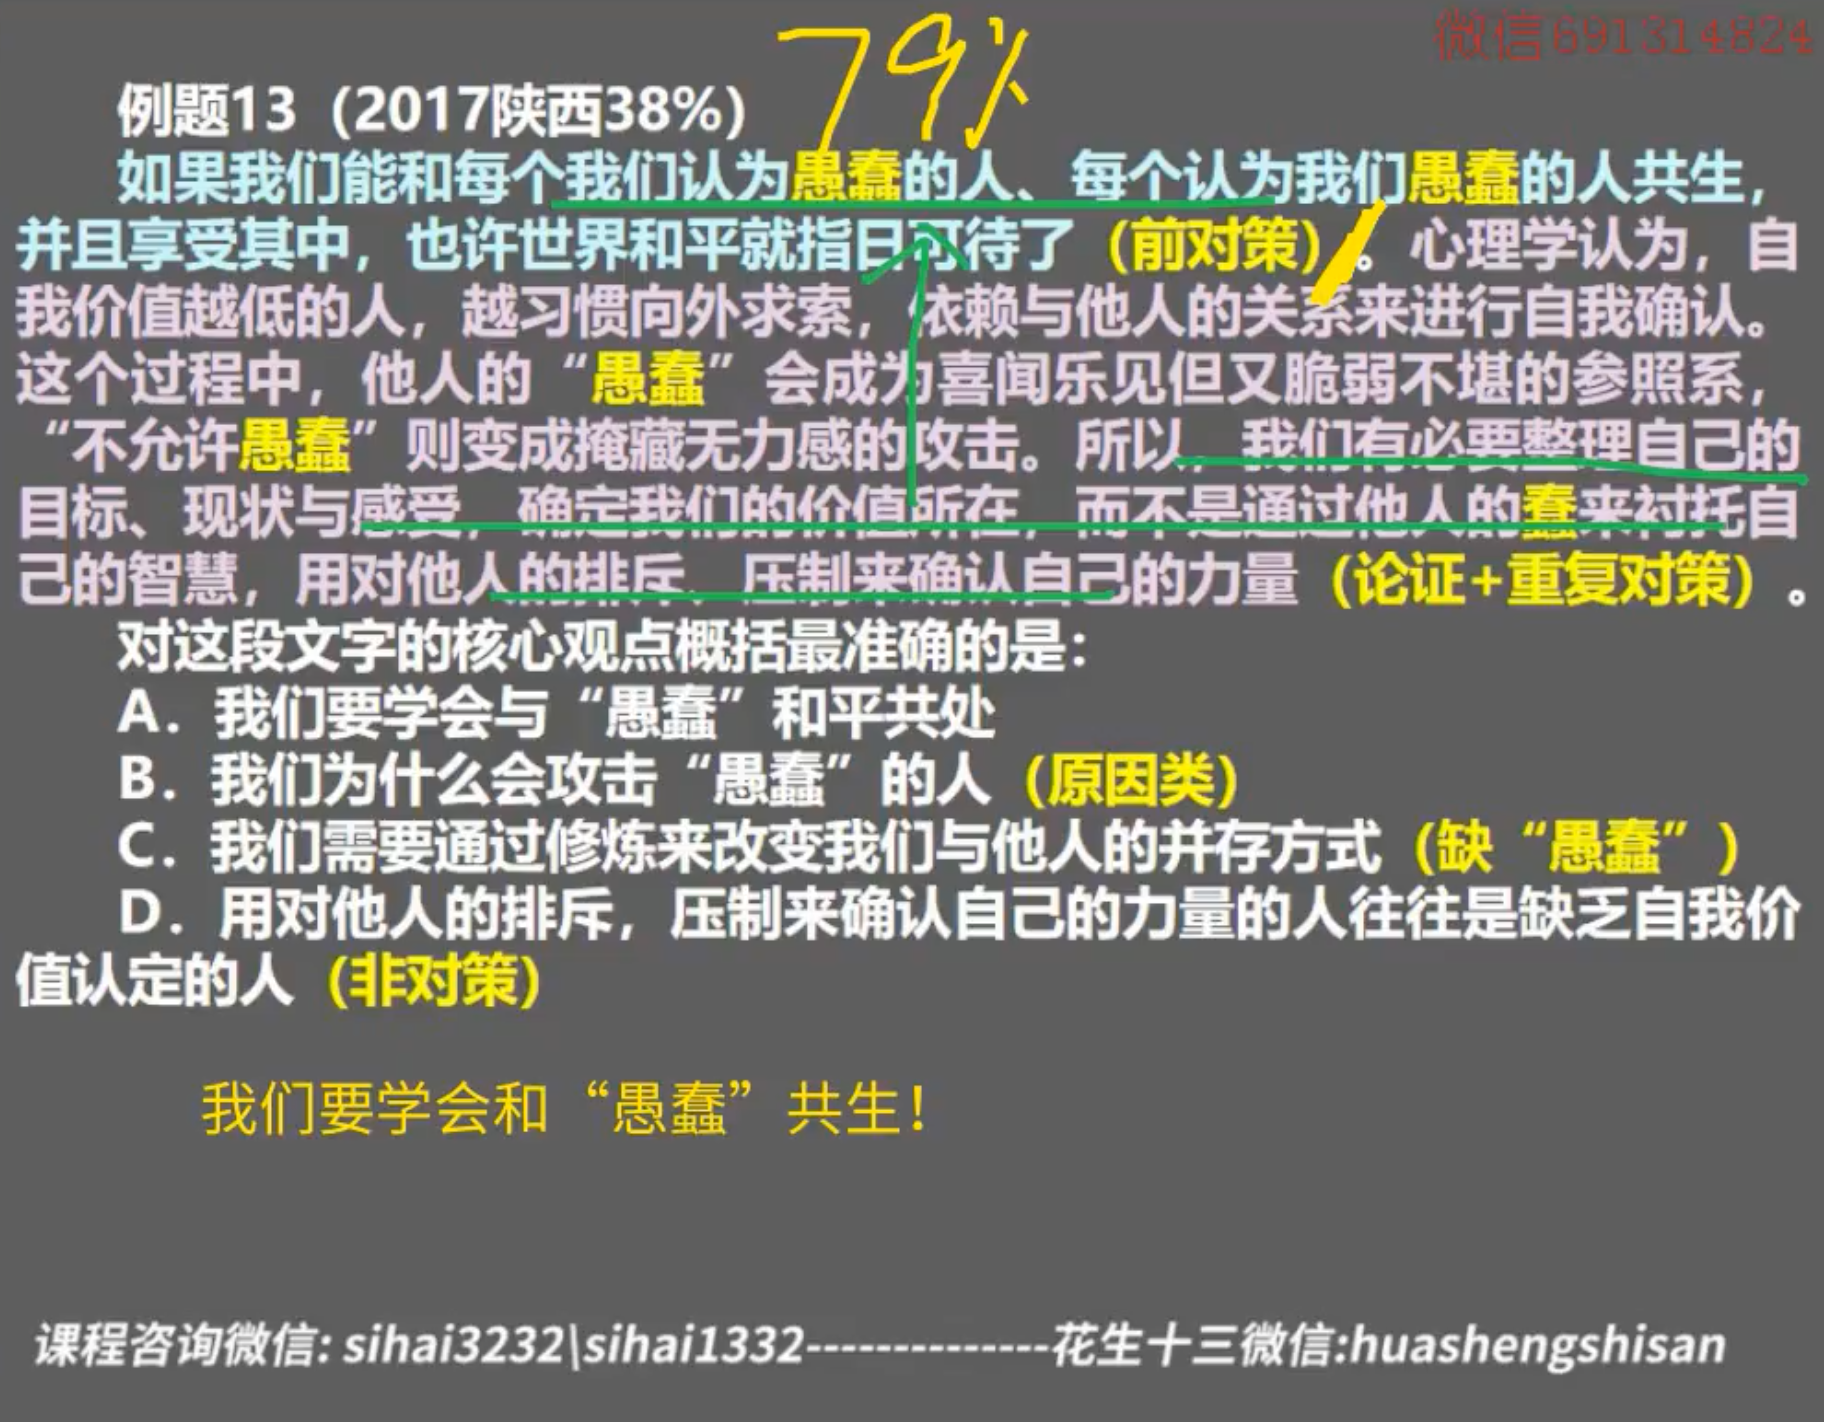 微信691314824
79%
例题13（2017陕西38%）
如果我们能和每个我们认为愚蠢的人、每个认为我们愚蠢的人共生，
并且享受其中，也许世界和平就指日可待了（前对策）。心理学认为，自
我价值越低的人，越习惯向外求索，依赖与他人的关系来进行自我确认。
这个过程中，他人的“愚蠢”会成为喜闻乐见但又脆弱不堪的参照系，
“不允许愚蠢”则变成掩藏无力感的攻击。所以，我们有必要整理自己的
目标、现状与感受，确定我们的价值所在，而不是通过他人的蠢来衬托自
己的智慧，用对他人的排斥、压制来确认自己的力量（论证+重复对策）。
对这段文字的核心观点概括最准确的是：
A．我们要学会与“愚蠢”和平共处
B．我们为什么会攻击“愚蠢”的人（原因类）
C．我们需要通过修炼来改变我们与他人的并存方式（缺“愚蠢”）
D．用对他人的排斥，压制来确认自己的力量的人往往是缺乏自我价
值认定的人（非对策）
我们要学会和“愚蠢”共生！
课程咨询微信: sihai3232\sihai1332--------------花生十三微信:huashengshisan